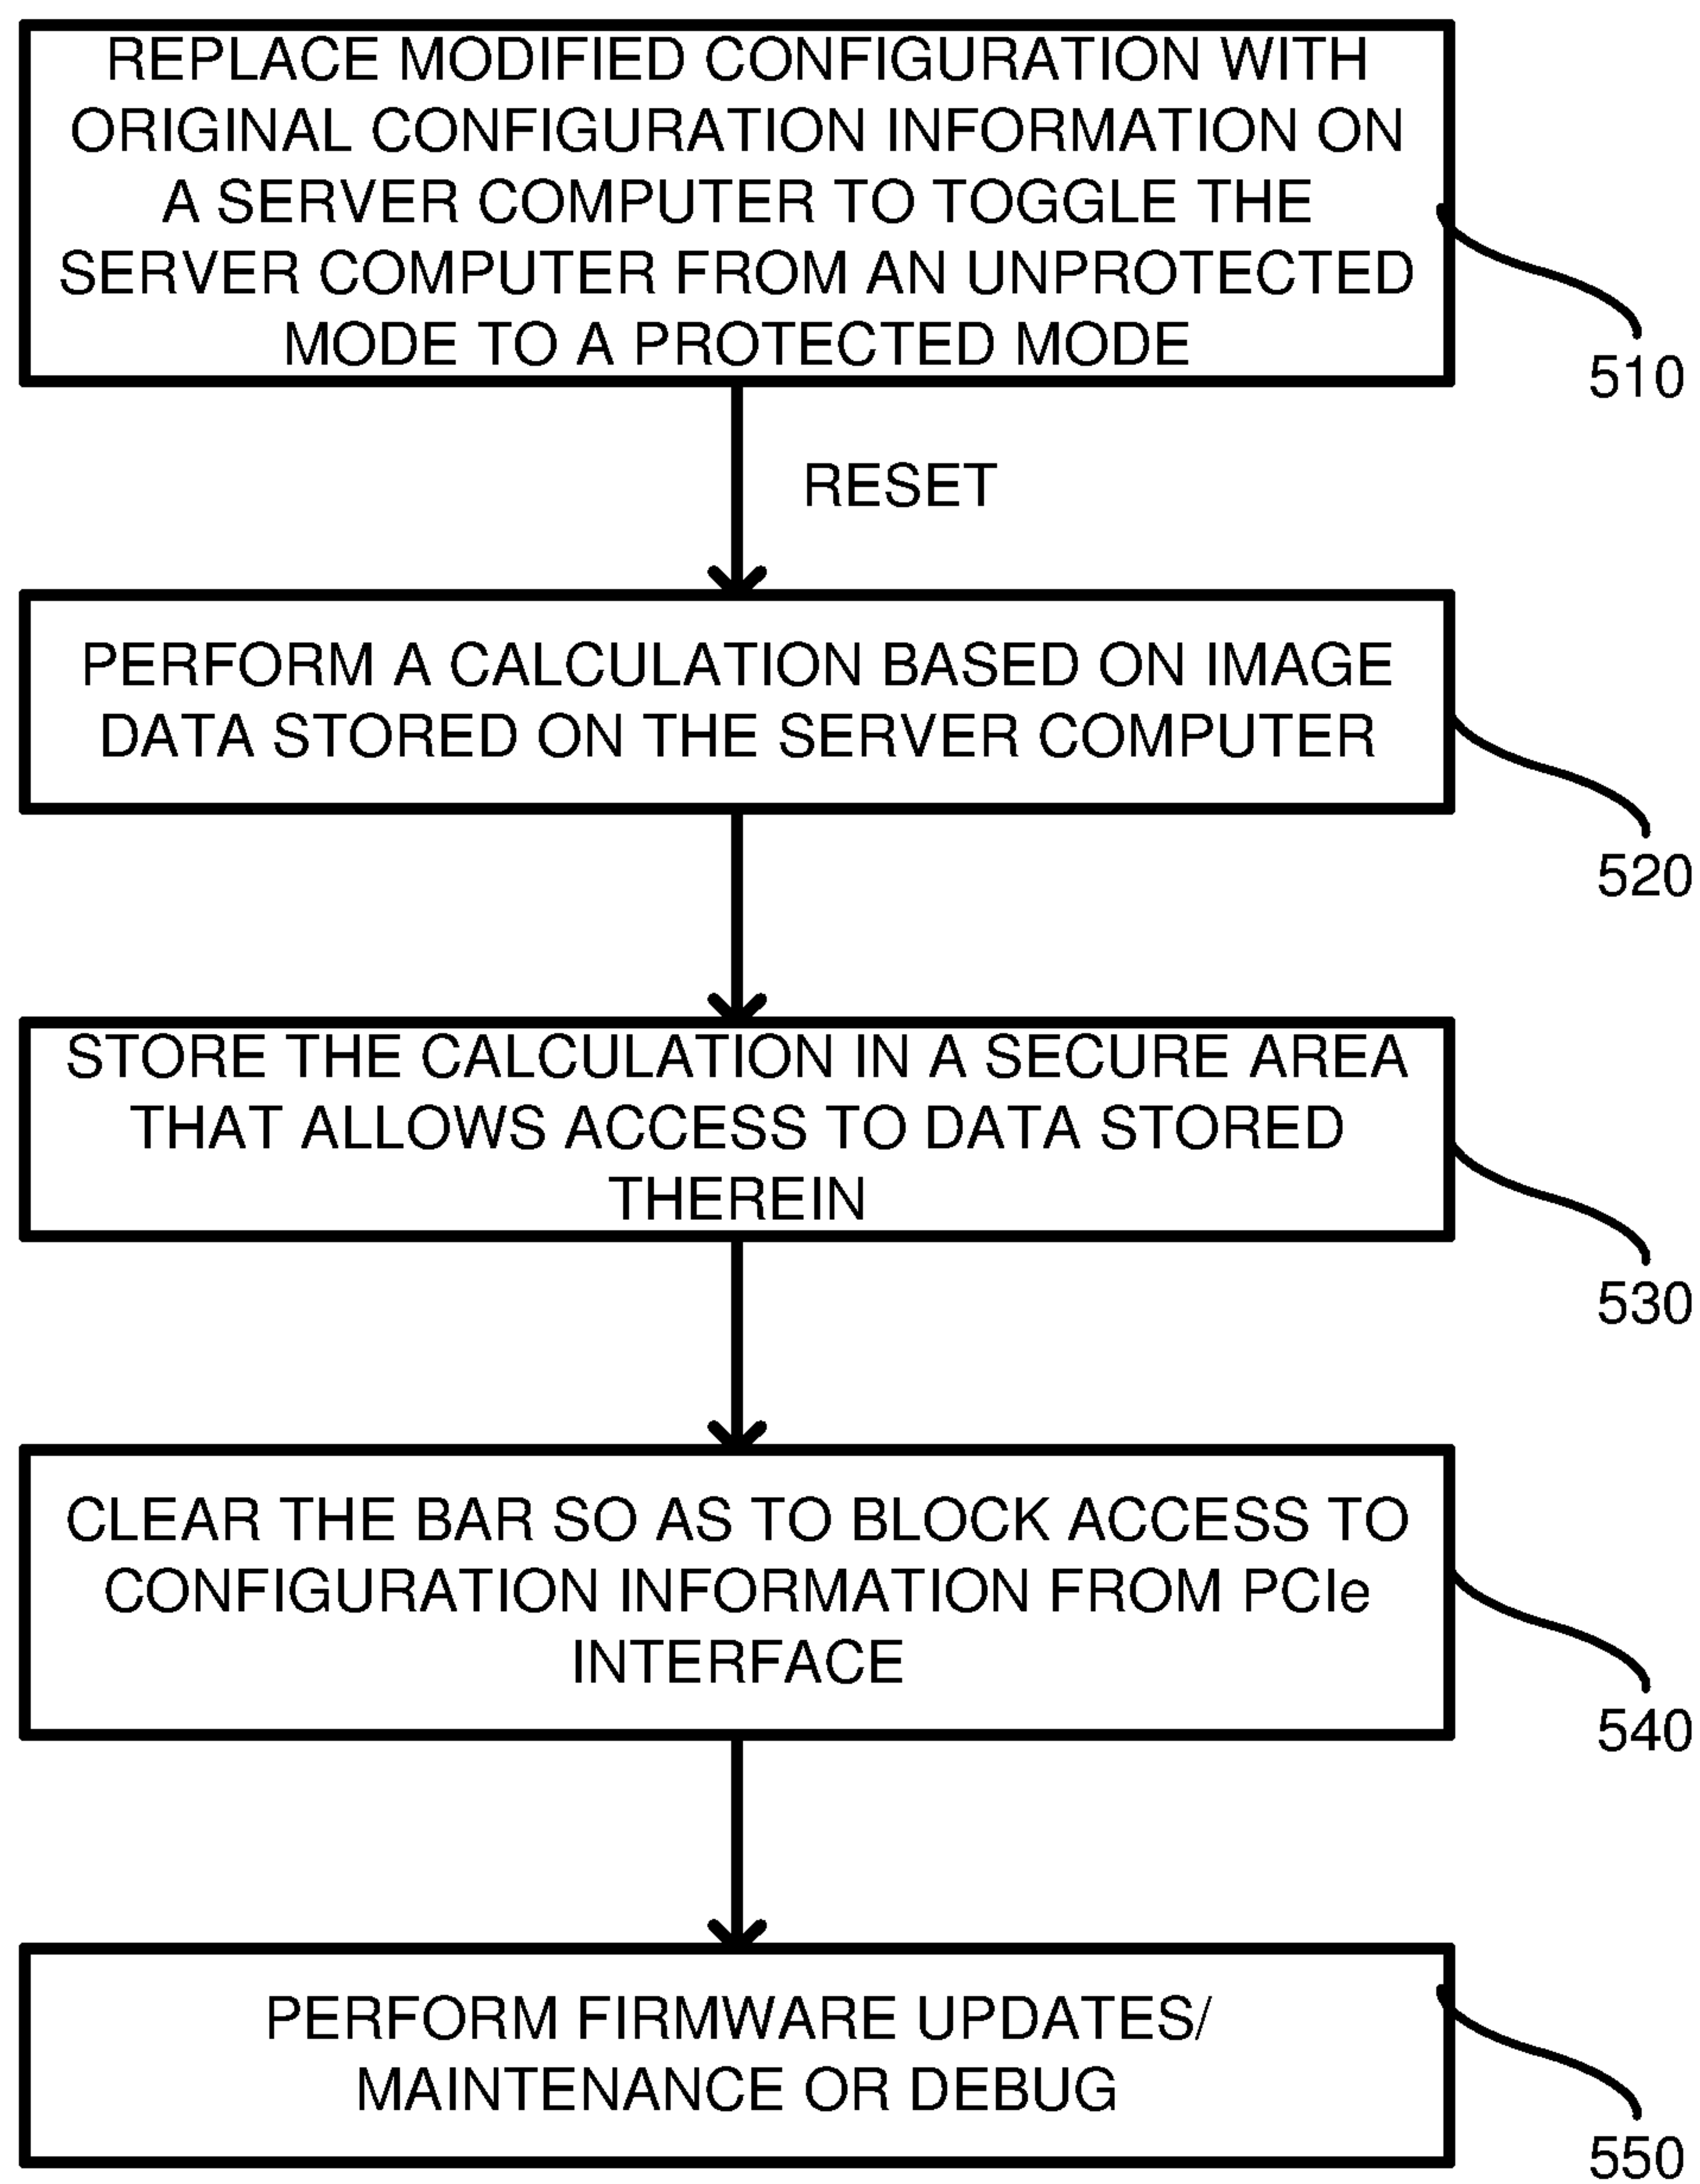 REPLACE MODIFIED CONFIGURATION WITH
ORIGINAL CONFIGURATION INFORMATION ON
A SERVER COMPUTER TO TOGGLE THE
SERVER COMPUTER FROM AN UNPROTECTED
MODE TO A PROTECTED MODE
510
RESET
PERFORM A CALCULATION BASED ON IMAGE
DATA STORED ON THE SERVER COMPUTER
520
STORE THE CALCULATION IN A SECURE AREA
THAT ALLOWS ACCESS TO DATA STORED
THEREIN
530
CLEAR THE BAR SO AS TO BLOCK ACCESS TO
CONFIGURATION INFORMATION FROM PCIe
INTERFACE
540
PERFORM FIRMWARE UPDATES/
MAINTENANCE OR DEBUG
550